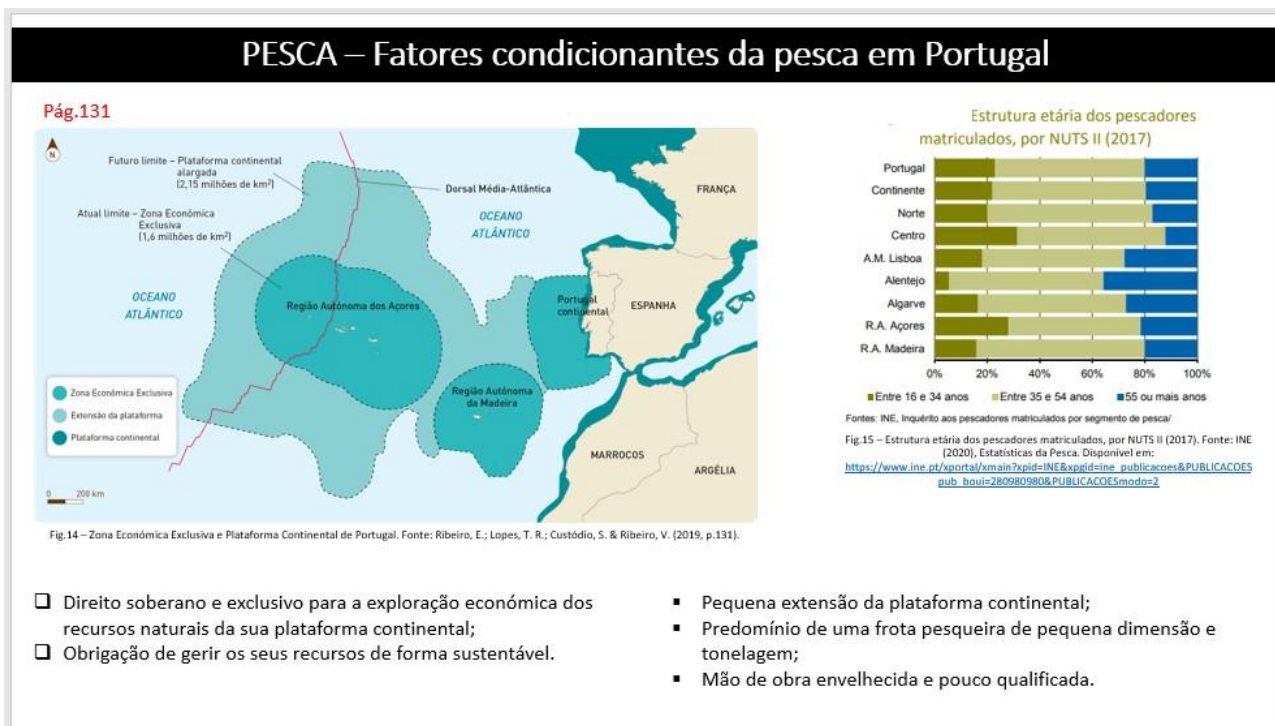 PESCA – Fatores condicionantes da pesca em Portugal
Pág.131
N
Futuro limite – Plataforma continental
alargada
(2,15 milhões de km²)
Atual limite – Zona Económica
Exclusiva
(1,6 milhões de km²)
Dorsal Média-Atlântica
OCEANO
ATLÂNTICO
FRANÇA
OCEANO
ATLÂNTICO
Região Autónoma dos Açores
Portugal
continental
ESPANHA
Região Autónoma
da Madeira
MARROCOS
ARGÉLIA
Zona Económica Exclusiva
Extensão da plataforma
Plataforma continental
0 200 km
Fig.14 – Zona Económica Exclusiva e Plataforma Continental de Portugal. Fonte: Ribeiro, E.; Lopes, T. R.; Custódio, S. & Ribeiro, V. (2019, p.131).
Estrutura etária dos pescadores
matriculados, por NUTS II (2017)
Portugal
Continente
Norte
Centro
A.M. Lisboa
Alentejo
Algarve
R.A. Açores
R.A. Madeira
0% 20% 40% 60% 80% 100%
Entre 16 e 34 anos Entre 35 e 54 anos 55 ou mais anos
Fontes: INE, Inquérito aos pescadores matriculados por segmento de pesca/
Fig.15 – Estrutura etária dos pescadores matriculados, por NUTS II (2017). Fonte: INE
(2020), Estatísticas da Pesca. Disponível em:
https://www.ine.pt/xportal/xmain?xpid=INE&xpgid=ine_publicacoes&PUBLICACOES
pub_boui=280980980&PUBLICACOESmodo=2
Direito soberano e exclusivo para a exploração económica dos
recursos naturais da sua plataforma continental;
Obrigação de gerir os seus recursos de forma sustentável.
Pequena extensão da plataforma continental;
Predomínio de uma frota pesqueira de pequena dimensão e
tonelagem;
Mão de obra envelhecida e pouco qualificada.